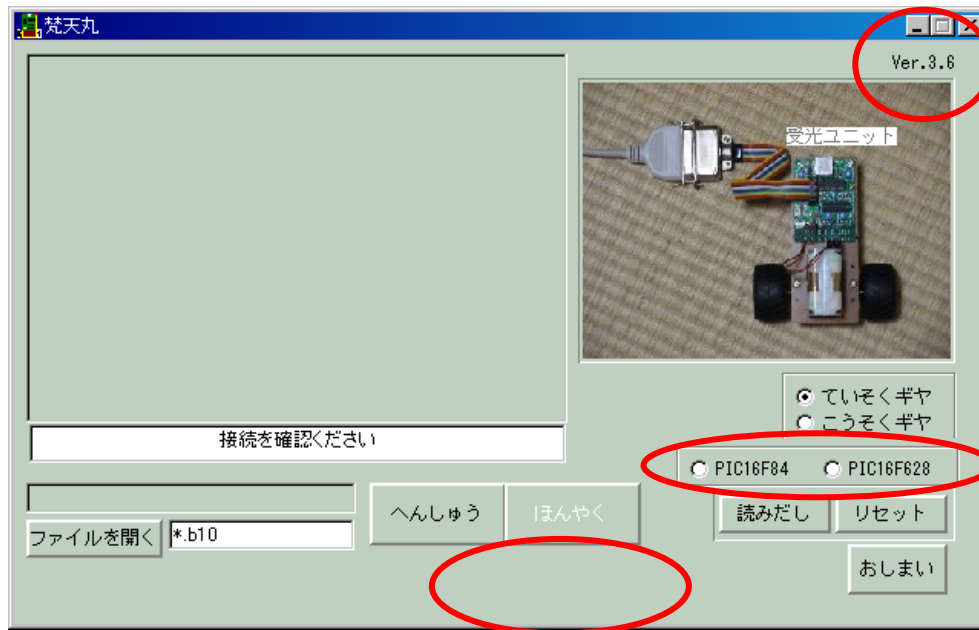 梵天丸
Ver.3.6
受光ユニット
ていそくギヤ
こうそくギヤ
接続を確認ください
PIC16F84 PIC16F628
へんしゅう ほんやく
読みだし リセット
ファイルを開く *.b10
おしまい